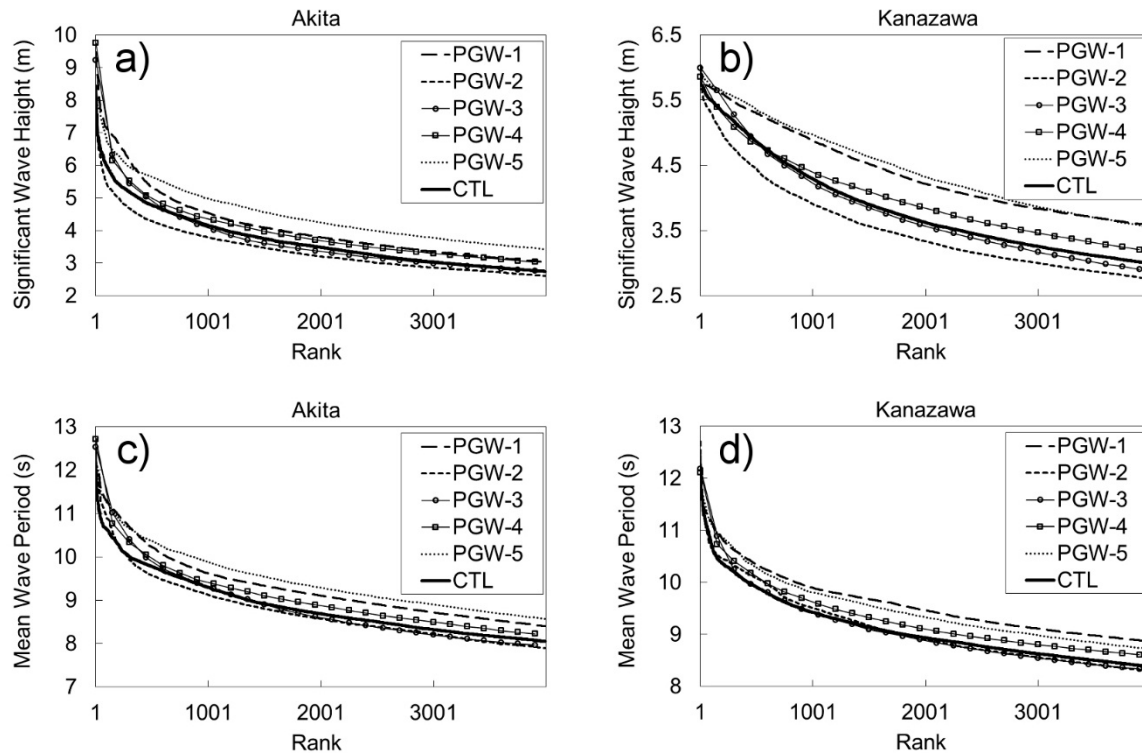 Akita
a)
Significant Wave Haight (m)
10
9
8
7
6
5
4
3
2
1
1001
2001
3001
Rank
PGW-1
PGW-2
PGW-3
PGW-4
PGW-5
CTL
Kanazawa
b)
Significant Wave Haight (m)
6.5
5.5
4.5
3.5
2.5
1
1001
2001
3001
Rank
PGW-1
PGW-2
PGW-3
PGW-4
PGW-5
CTL
Akita
c)
Mean Wave Period (s)
13
12
11
10
9
8
7
1
1001
2001
3001
Rank
PGW-1
PGW-2
PGW-3
PGW-4
PGW-5
CTL
Kanazawa
d)
Mean Wave Period (s)
13
12
11
10
9
8
1
1001
2001
3001
Rank
PGW-1
PGW-2
PGW-3
PGW-4
PGW-5
CTL